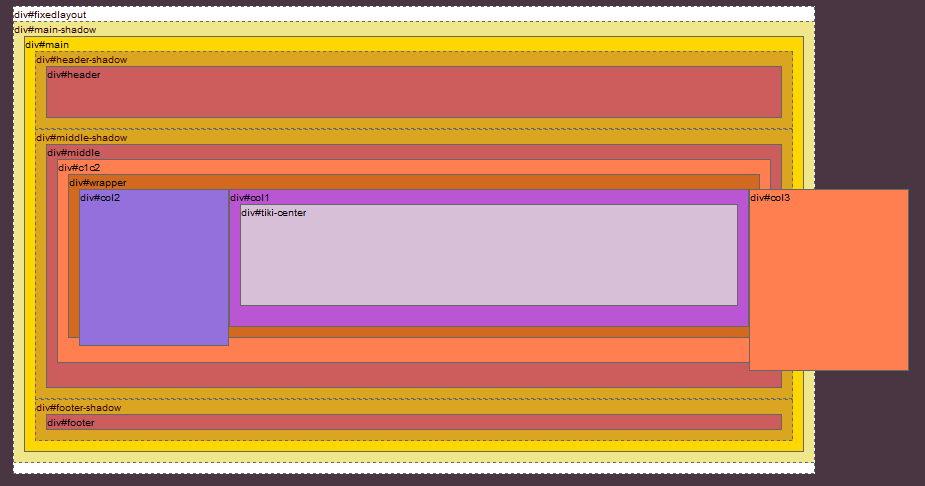 div#fixedlayout
div#main-shadow
div#main
div#header-shadow
div#header
div#middle-shadow
div#middle
div#c1c2
div#wrapper
div#col2
div#col1
div#col3
div#tiki-center
div#footer-shadow
div#footer